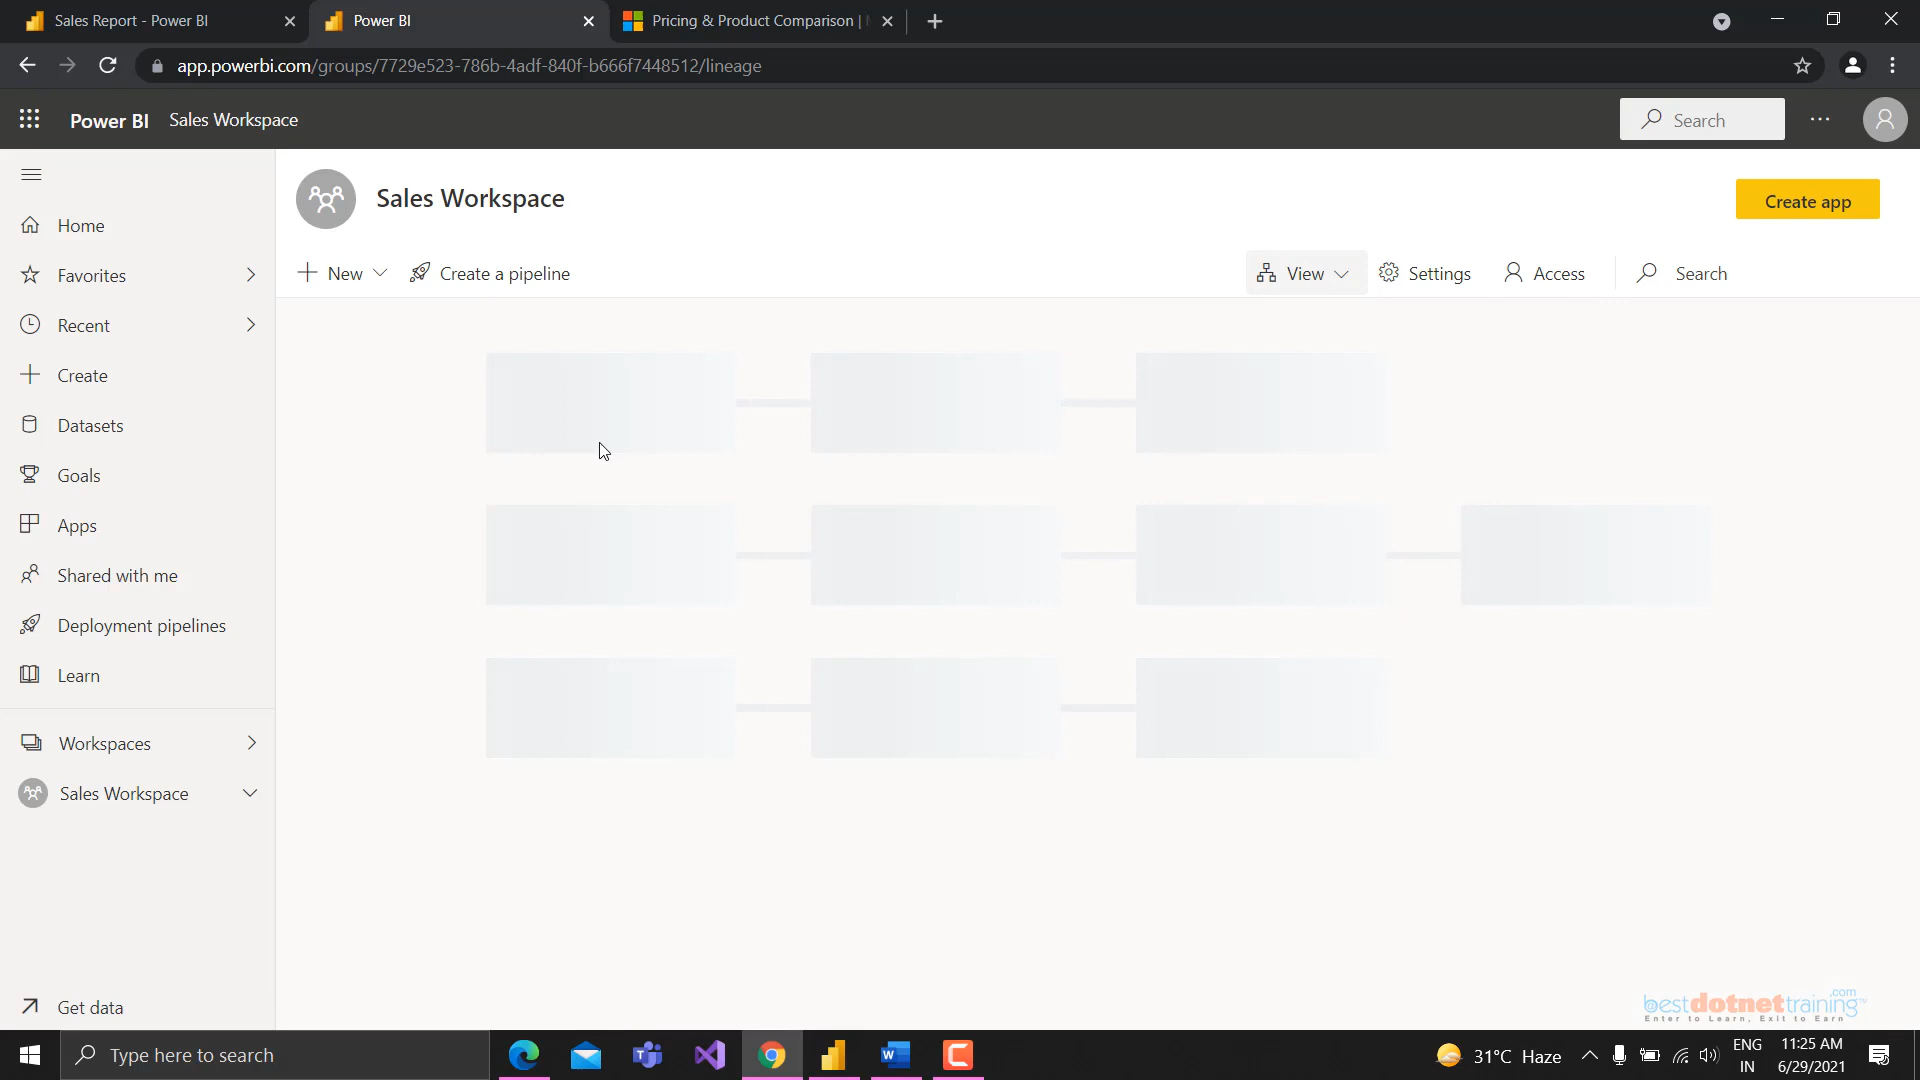 Sales Report - Power BI
Power BI
Pricing & Product Comparison |
app.powerbi.com/groups/7729e523-786b-4adf-840f-b666f7448512/lineage
Power BI
Sales Workspace
Search
Sales Workspace
Create app
New
Create a pipeline
View
Settings
Access
Search
Home
Favorites
Recent
Create
Datasets
Goals
Apps
Shared with me
Deployment pipelines
Learn
Workspaces
Sales Workspace
Get data
bestdotnettraining.com
Enter to Learn, Exit to Earn
Type here to search
31°C Haze
ENG
IN
11:25 AM
6/29/2021